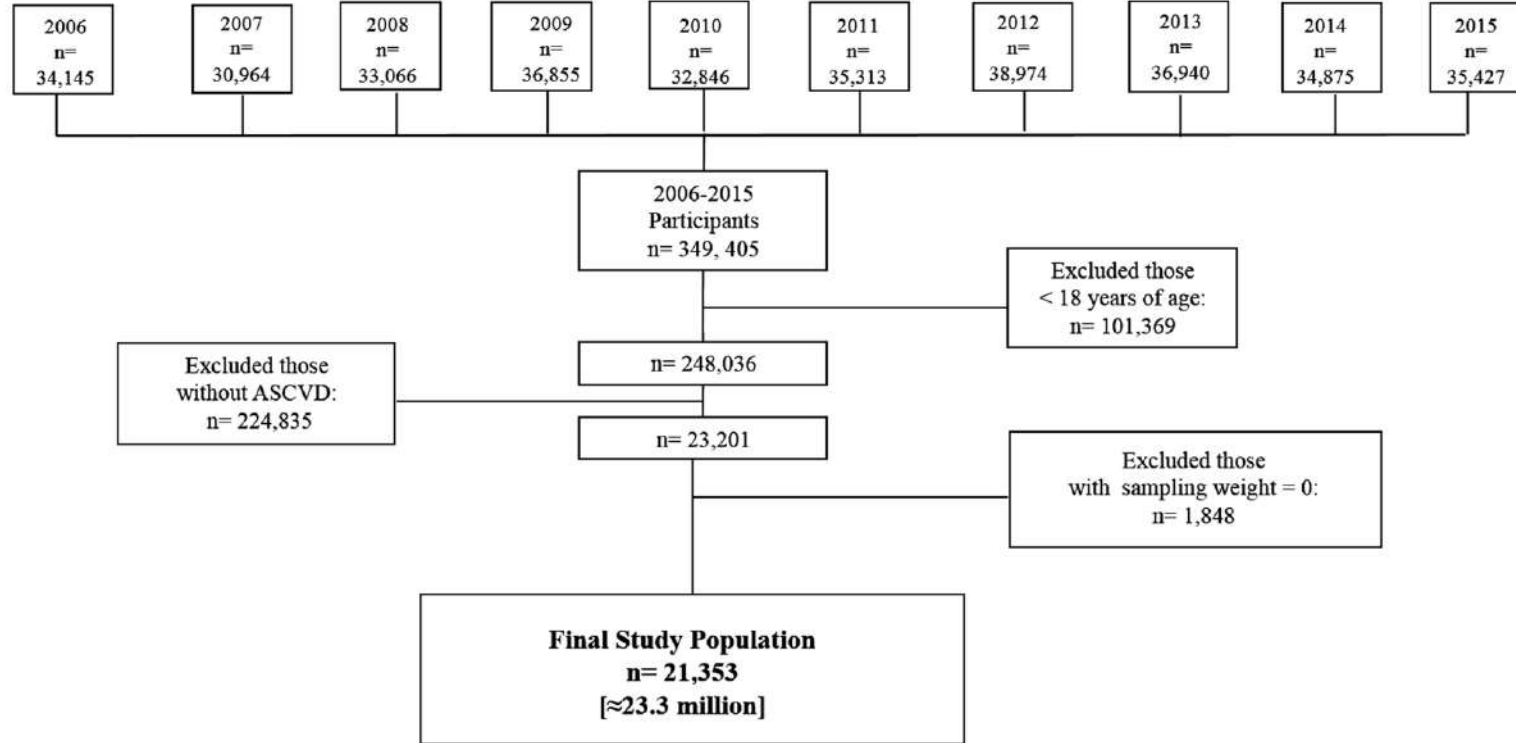 2006
n=
34,145
2007
n=
30,964
2008
n=
33,066
2009
n=
36,855
2010
n=
32,846
2011
n=
35,313
2012
n=
38,974
2013
n=
36,940
2014
n=
34,875
2015
n=
35,427
2006-2015
Participants
n= 349, 405
Excluded those
< 18 years of age:
n= 101,369
n= 248,036
Excluded those
without ASCVD:
n= 224,835
n= 23,201
Excluded those
with sampling weight = 0:
n= 1,848
Final Study Population
n= 21,353
[≈23.3 million]